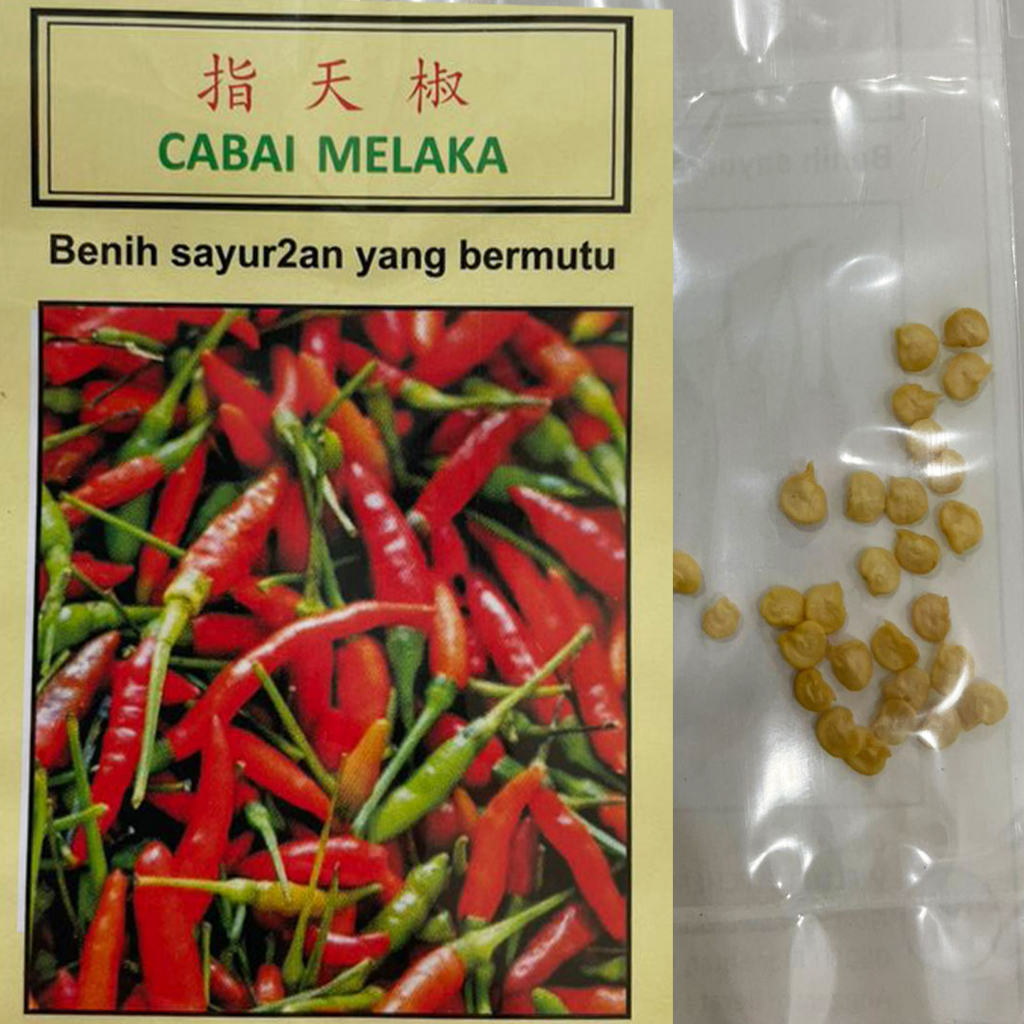 指天椒
CABAI MELAKA
Benih sayur2an yang bermutu